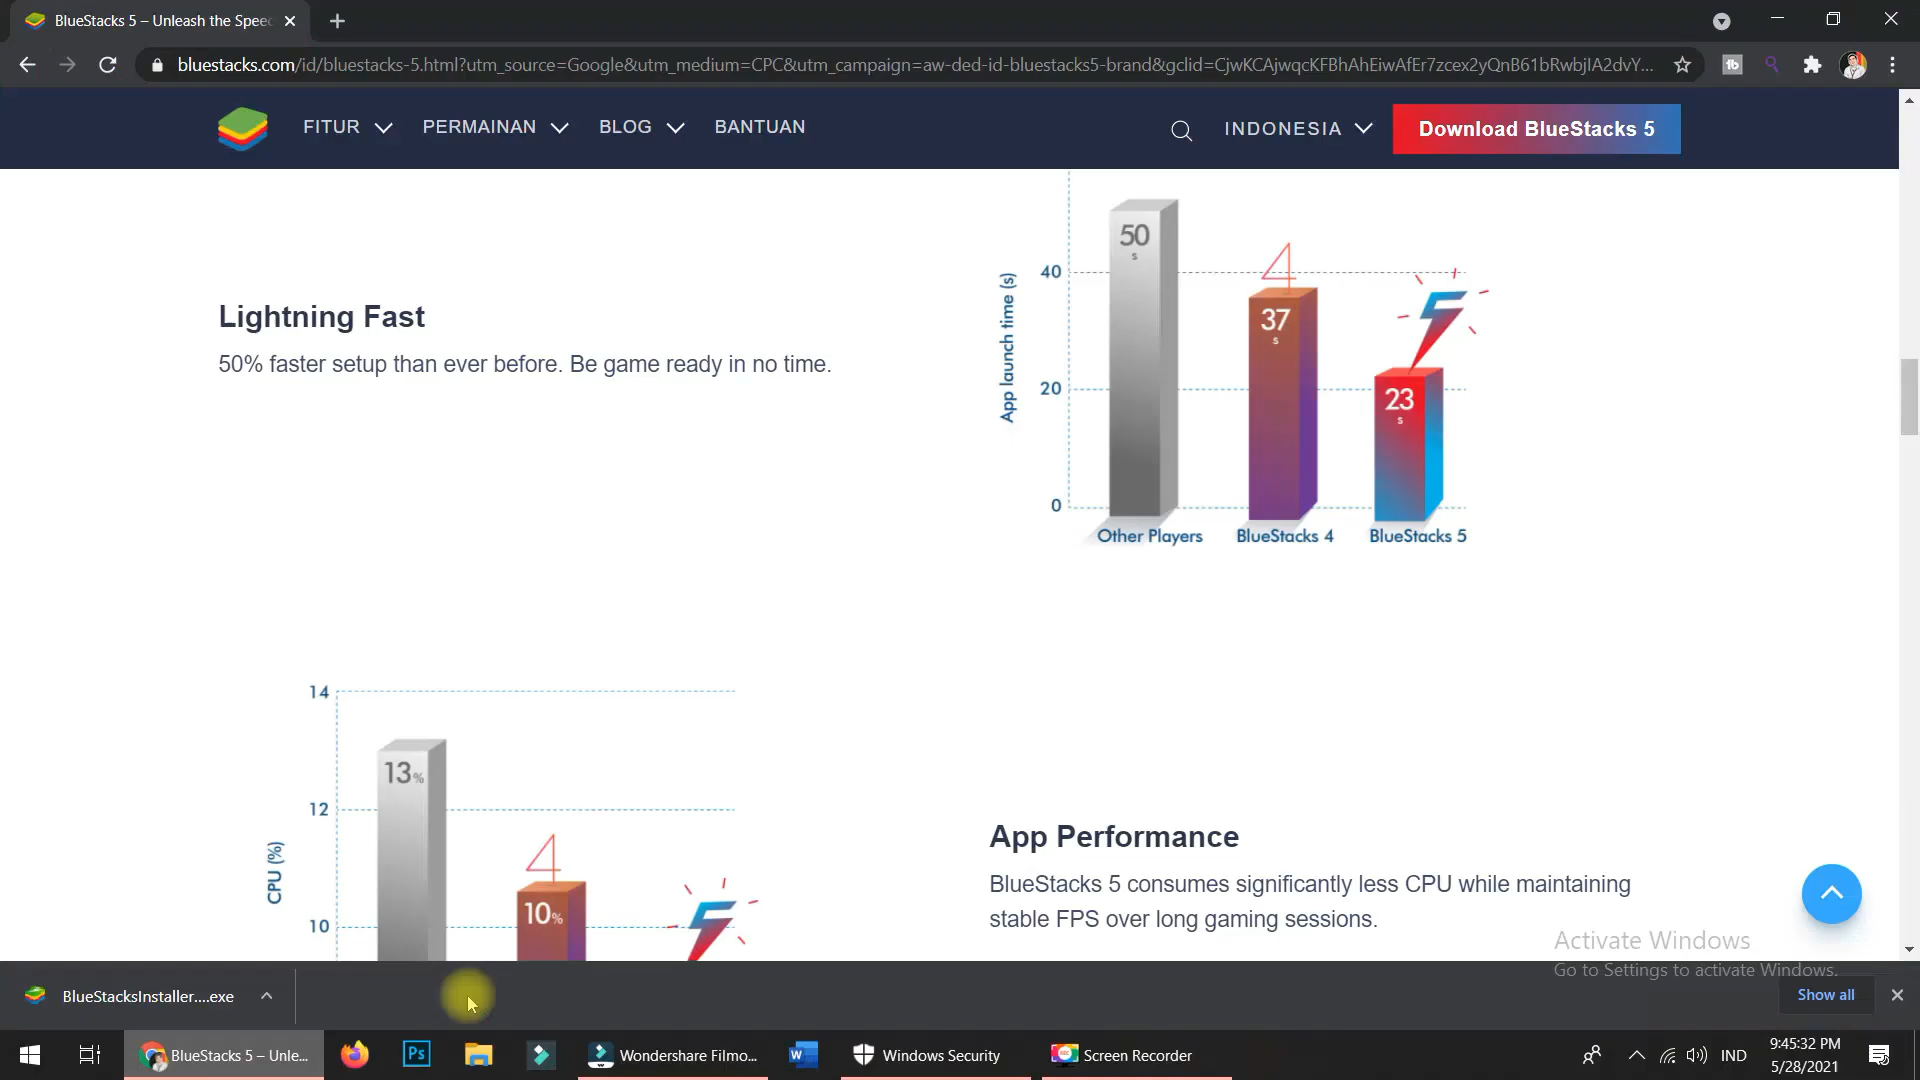 BlueStacks 5 – Unleash the Speed
bluestacks.com/id/bluestacks-5.html?utm_source=Google&utm_medium=CPC&utm_campaign=aw-ded-id-bluestacks5-brand&gclid=CjwKCAjwqcKFBhAhEiwAfEr7zcex2yQnB61bRwbjIA2dvY...
FITUR
PERMAINAN
BLOG
BANTUAN
INDONESIA
Download BlueStacks 5
Lightning Fast
50% faster setup than ever before. Be game ready in no time.
App launch time (s)
40
20
0
50
s
4
37
s
5
23
s
Other Players
BlueStacks 4
BlueStacks 5
CPU (%)
14
12
10
13%
4
10%
5
App Performance
BlueStacks 5 consumes significantly less CPU while maintaining
stable FPS over long gaming sessions.
Activate Windows
Go to Settings to activate Windows.
BlueStacksInstaller....exe
Show all
BlueStacks 5 – Unle...
Ps
Wondershare Filmo...
W
Windows Security
REC
Screen Recorder
IND
9:45:32 PM
5/28/2021